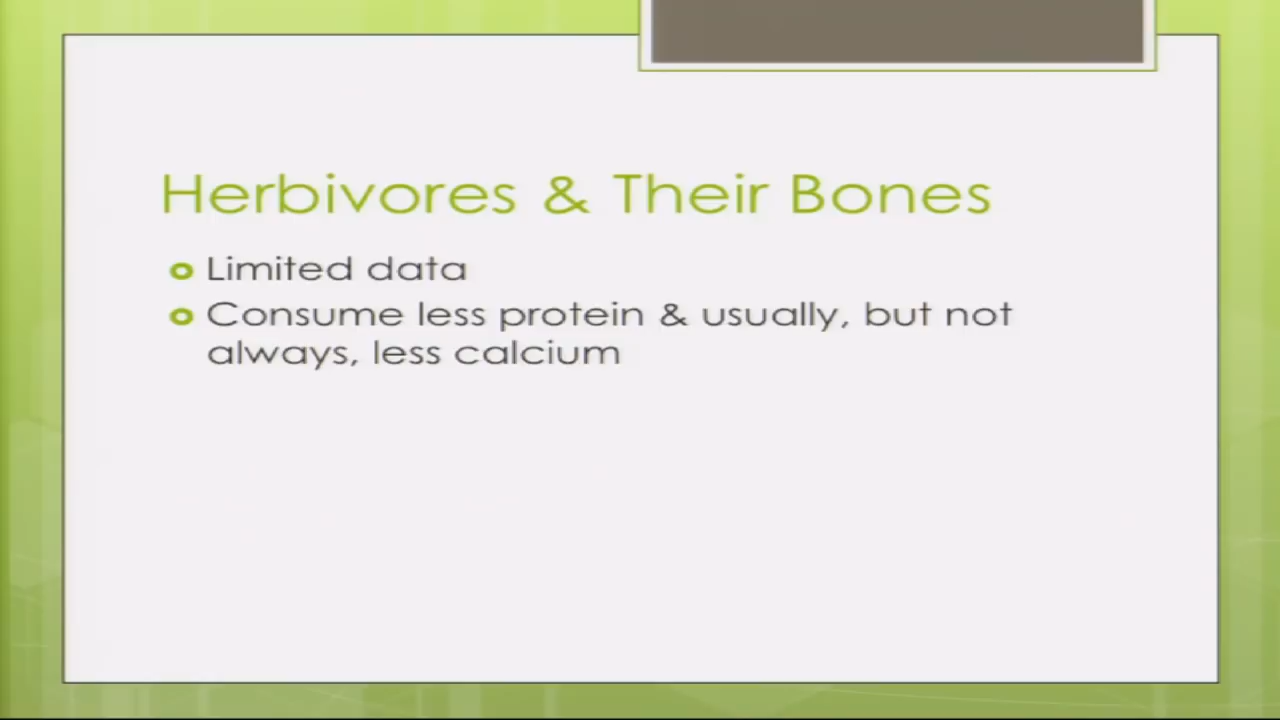 Herbivores & Their Bones
Limited data
Consume less protein & usually, but not
always, less calcium